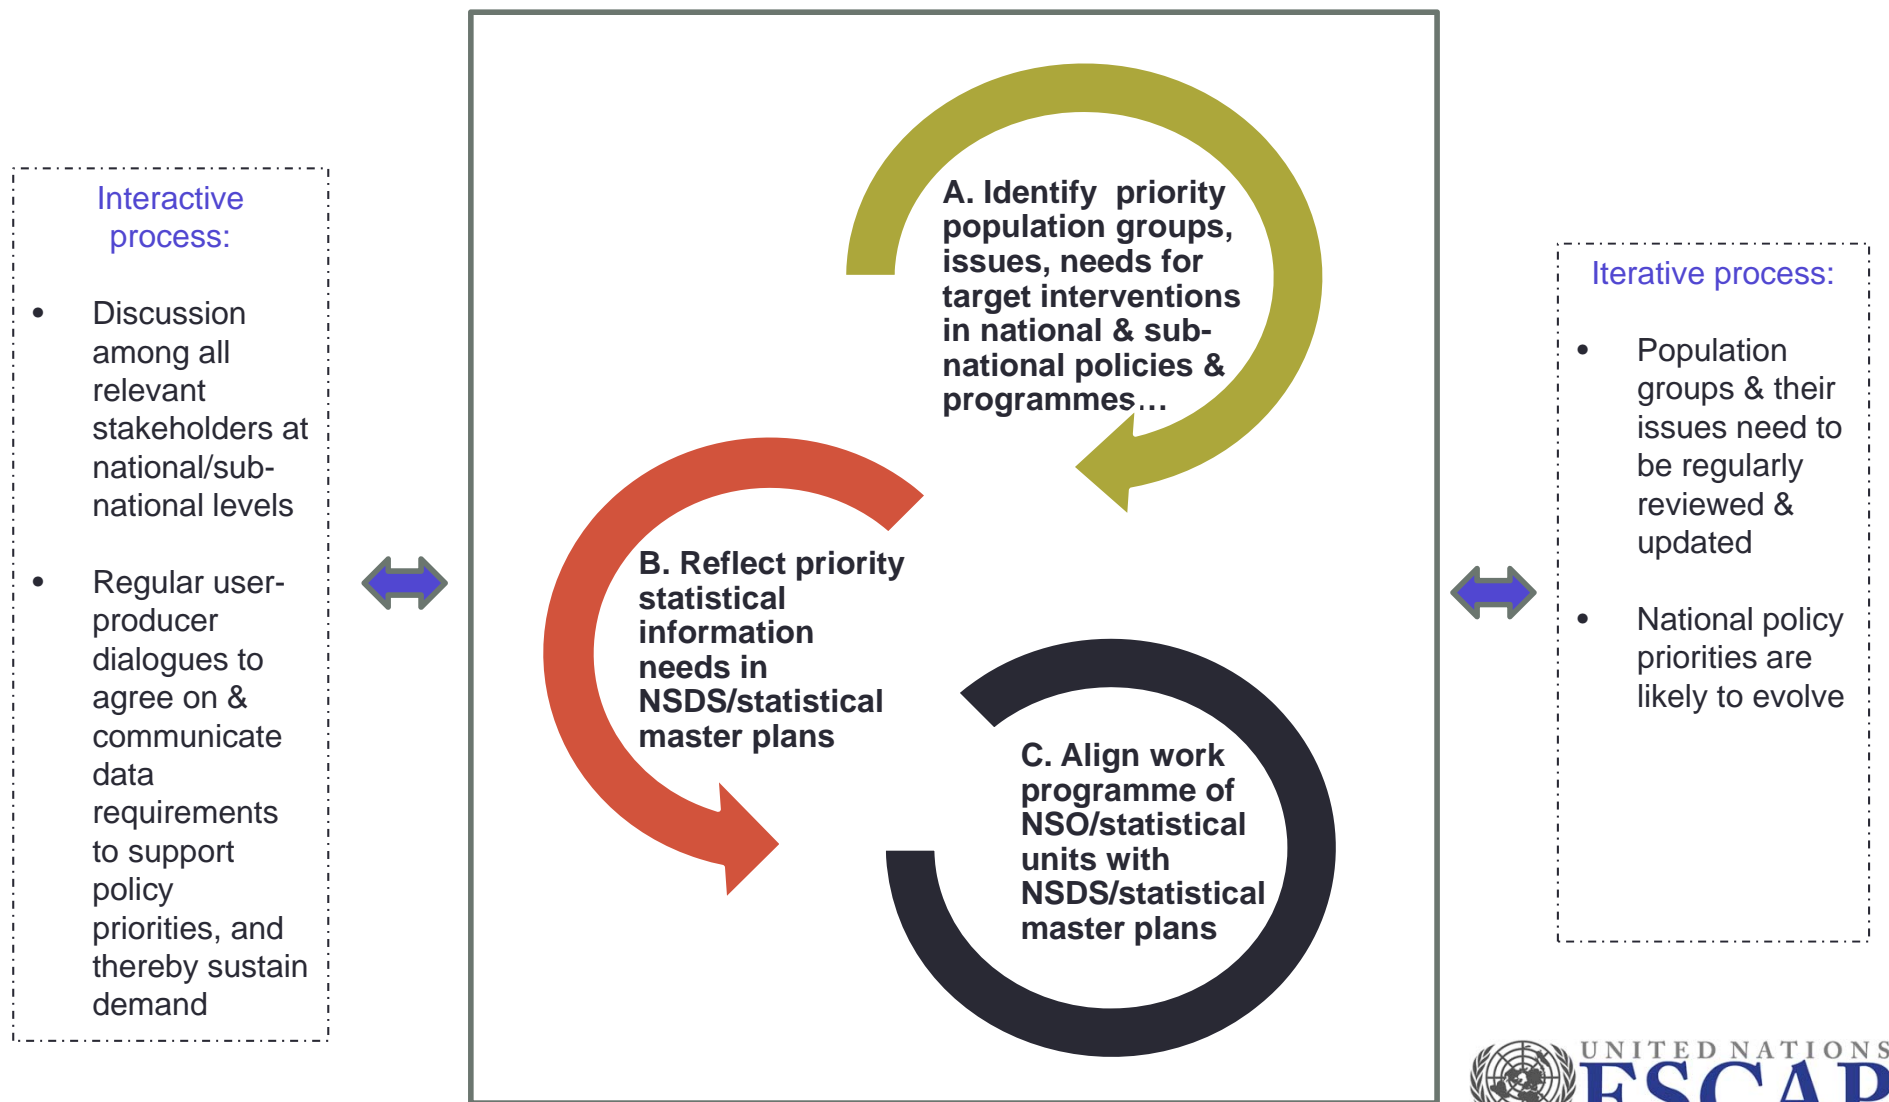 Interactive
process:
• Discussion
among all
relevant
stakeholders at
national/sub-
national levels
• Regular user-
producer
dialogues to
agree on &
communicate
data
requirements
to support
policy
priorities, and
thereby sustain
demand
A. Identify priority
population groups,
issues, needs for
target interventions
in national & sub-
national policies &
programmes…
B. Reflect priority
statistical
information
needs in
NSDS/statistical
master plans
C. Align work
programme of
NSO/statistical
units with
NSDS/statistical
master plans
Iterative process:
• Population
groups & their
issues need to
be regularly
reviewed &
updated
• National policy
priorities are
likely to evolve
UNITED NATIONS
ESCAP